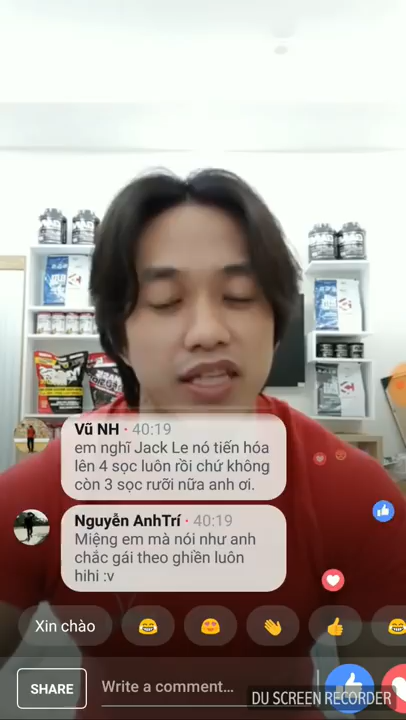 Vũ NH · 40:19
em nghĩ Jack Le nó tiến hóa
lên 4 sọc luôn rồi chứ không
còn 3 sọc rưỡi nữa anh ơi.
Nguyễn AnhTrí · 40:19
Miệng em mà nói như anh
chắc gái theo ghiền luôn
hihi :v
Xin chào
SHARE
Write a comment...
DU SCREEN RECORDER